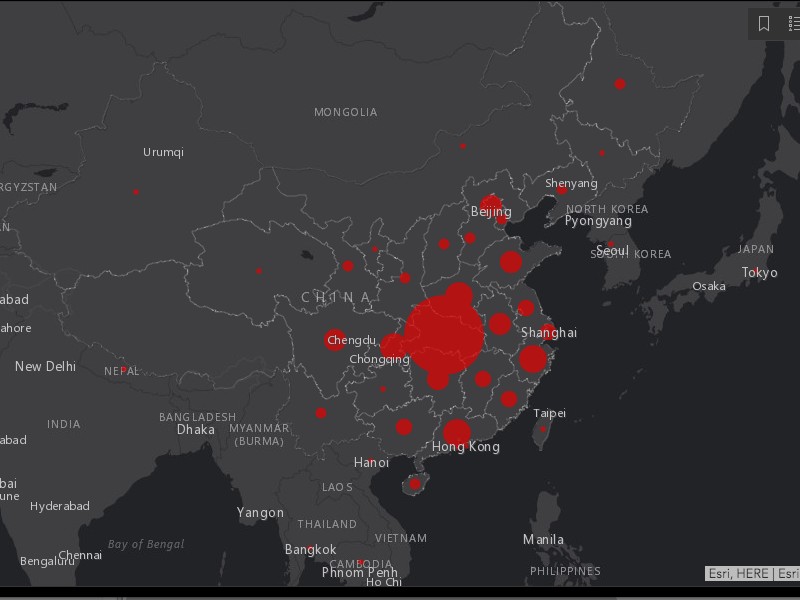 MONGOLIA
Urumqi
RGYZSTAN
Shenyang
Beijing
NORTH KOREA
Pyongyang
AN
Seoul
SOUTH KOREA
JAPAN
Tokyo
Osaka
abad
CHINA
ahore
Shanghai
Chengdu
Chongqing
New Delhi
NEPAL
Taipei
BANGLADESH
INDIA
Dhaka
MYANMAR
(BURMA)
abad
Hong Kong
Hanoi
bai
une
LAOS
Hyderabad
Yangon
THAILAND
VIETNAM
Manila
Bay of Bengal
Bangkok
Chennai
Bengaluru
CAMBODIA
Phnom Penh
PHILIPPINES
Esri, HERE | Esri
Ho Chi